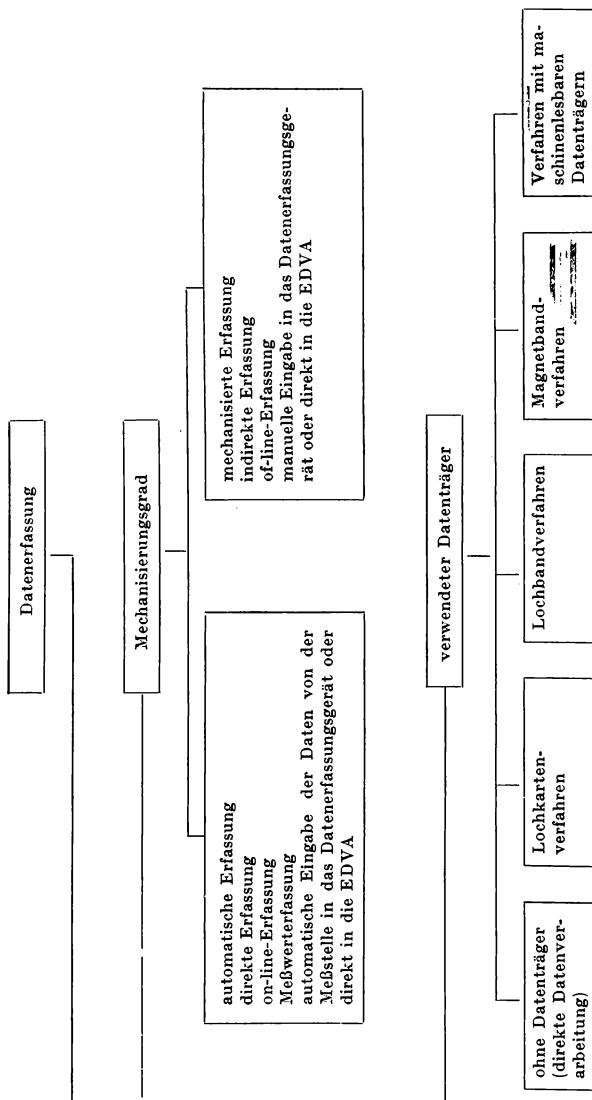 Datenerfassung
Mechanisierungsgrad
automatische Erfassung
direkte Erfassung
on-line-Erfassung
Meßwerterfassung
automatische Eingabe der Daten von der
Meßstelle in das Datenerfassungsgerät oder
direkt in die EDVA
mechanisierte Erfassung
indirekte Erfassung
of-line-Erfassung
manuelle Eingabe in das Datenerfassungsge-
rät oder direkt in die EDVA
verwendeter Datenträger
ohne Datenträger
(direkte Datenver-
arbeitung)
Lochkarten-
verfahren
Lochbandverfahren
Magnetband-
verfahren
Verfahren mit ma-
schinenlesbaren
Datenträgern